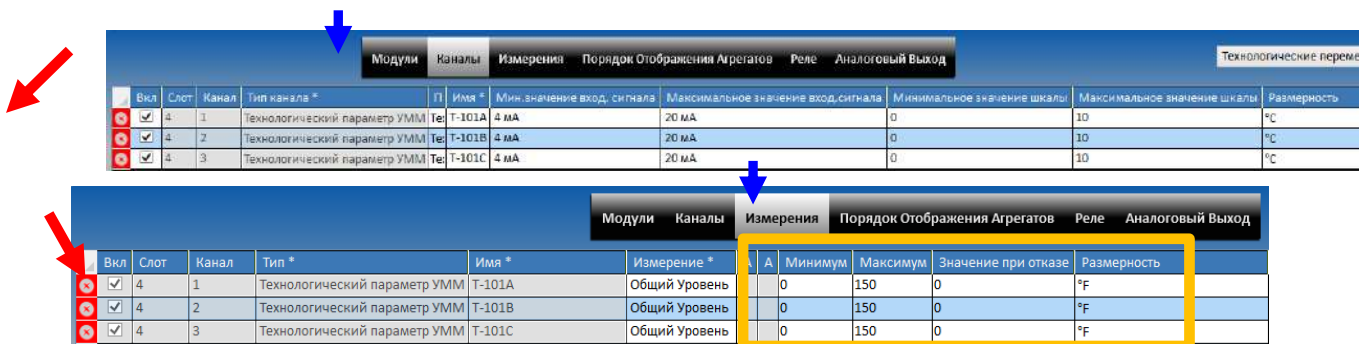 Модули Каналы Измерения Порядок Отображения Агрегатов Реле Аналоговый Выход Технологические переме
Вкл Слот Канал Тип канала * П Имя * Мин.значение вход. сигнала Максимальное значение вход.сигнала Минимальное значение шкалы Максимальное значение шкалы Размерность
4 1 Технологический параметр УММ Те T-101A 4 мА 20 мА 0 10 °C
4 2 Технологический параметр УММ Те T-101B 4 мА 20 мА 0 10 °C
4 3 Технологический параметр УММ Те T-101C 4 мА 20 мА 0 10 °C
Модули Каналы Измерения Порядок Отображения Агрегатов Реле Аналоговый Выход
Вкл Слот Канал Тип * Имя * Измерение * А А Минимум Максимум Значение при отказе Размерность
4 1 Технологический параметр УММ T-101A Общий Уровень 0 150 0 °F
4 2 Технологический параметр УММ T-101B Общий Уровень 0 150 0 °F
4 3 Технологический параметр УММ T-101C Общий Уровень 0 150 0 °F